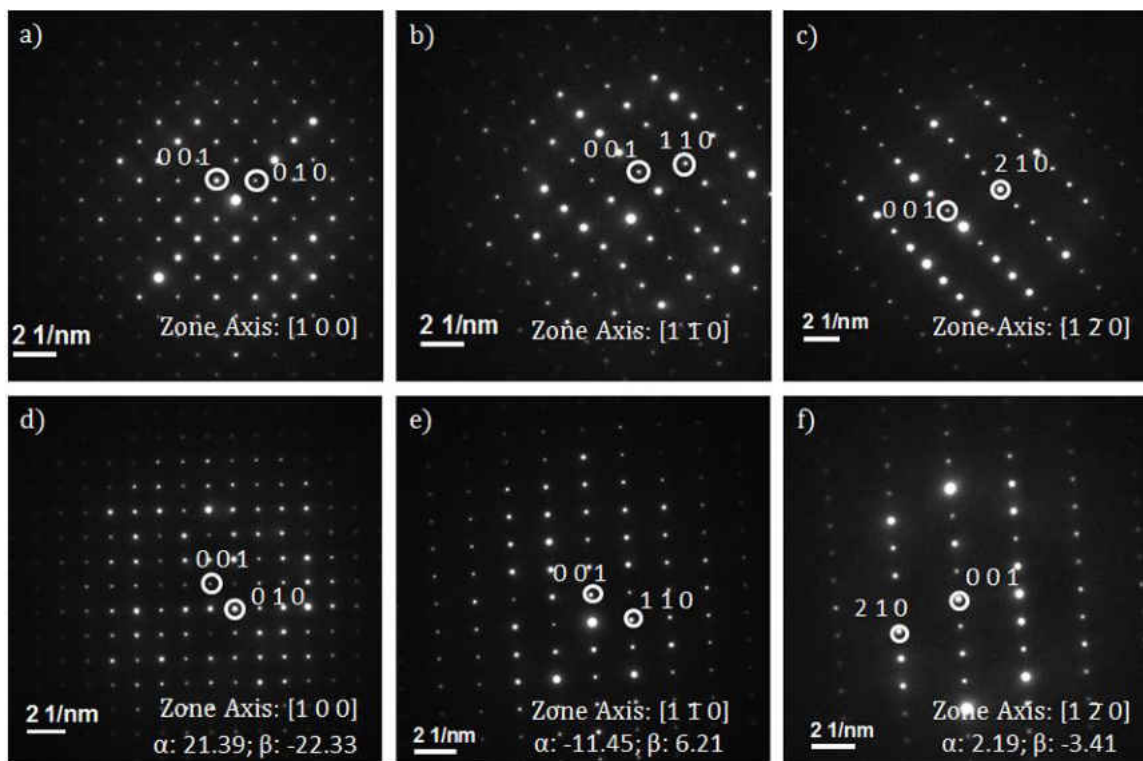 a)
0 0 1
0 1 0
Zone Axis: [1 0 0]
2 1/nm
b)
0 0 1
1 1 0
Zone Axis: [1 1̄ 0]
2 1/nm
c)
2 1 0
0 0 1
Zone Axis: [1 2̄ 0]
2 1/nm
d)
0 0 1
0 1 0
2 1/nm
Zone Axis: [1 0 0]
α: 21.39; β: -22.33
e)
0 0 1
1 1 0
2 1/nm
Zone Axis: [1 1̄ 0]
α: -11.45; β: 6.21
f)
0 0 1
2 1 0
2 1/nm
Zone Axis: [1 2̄ 0]
α: 2.19; β: -3.41